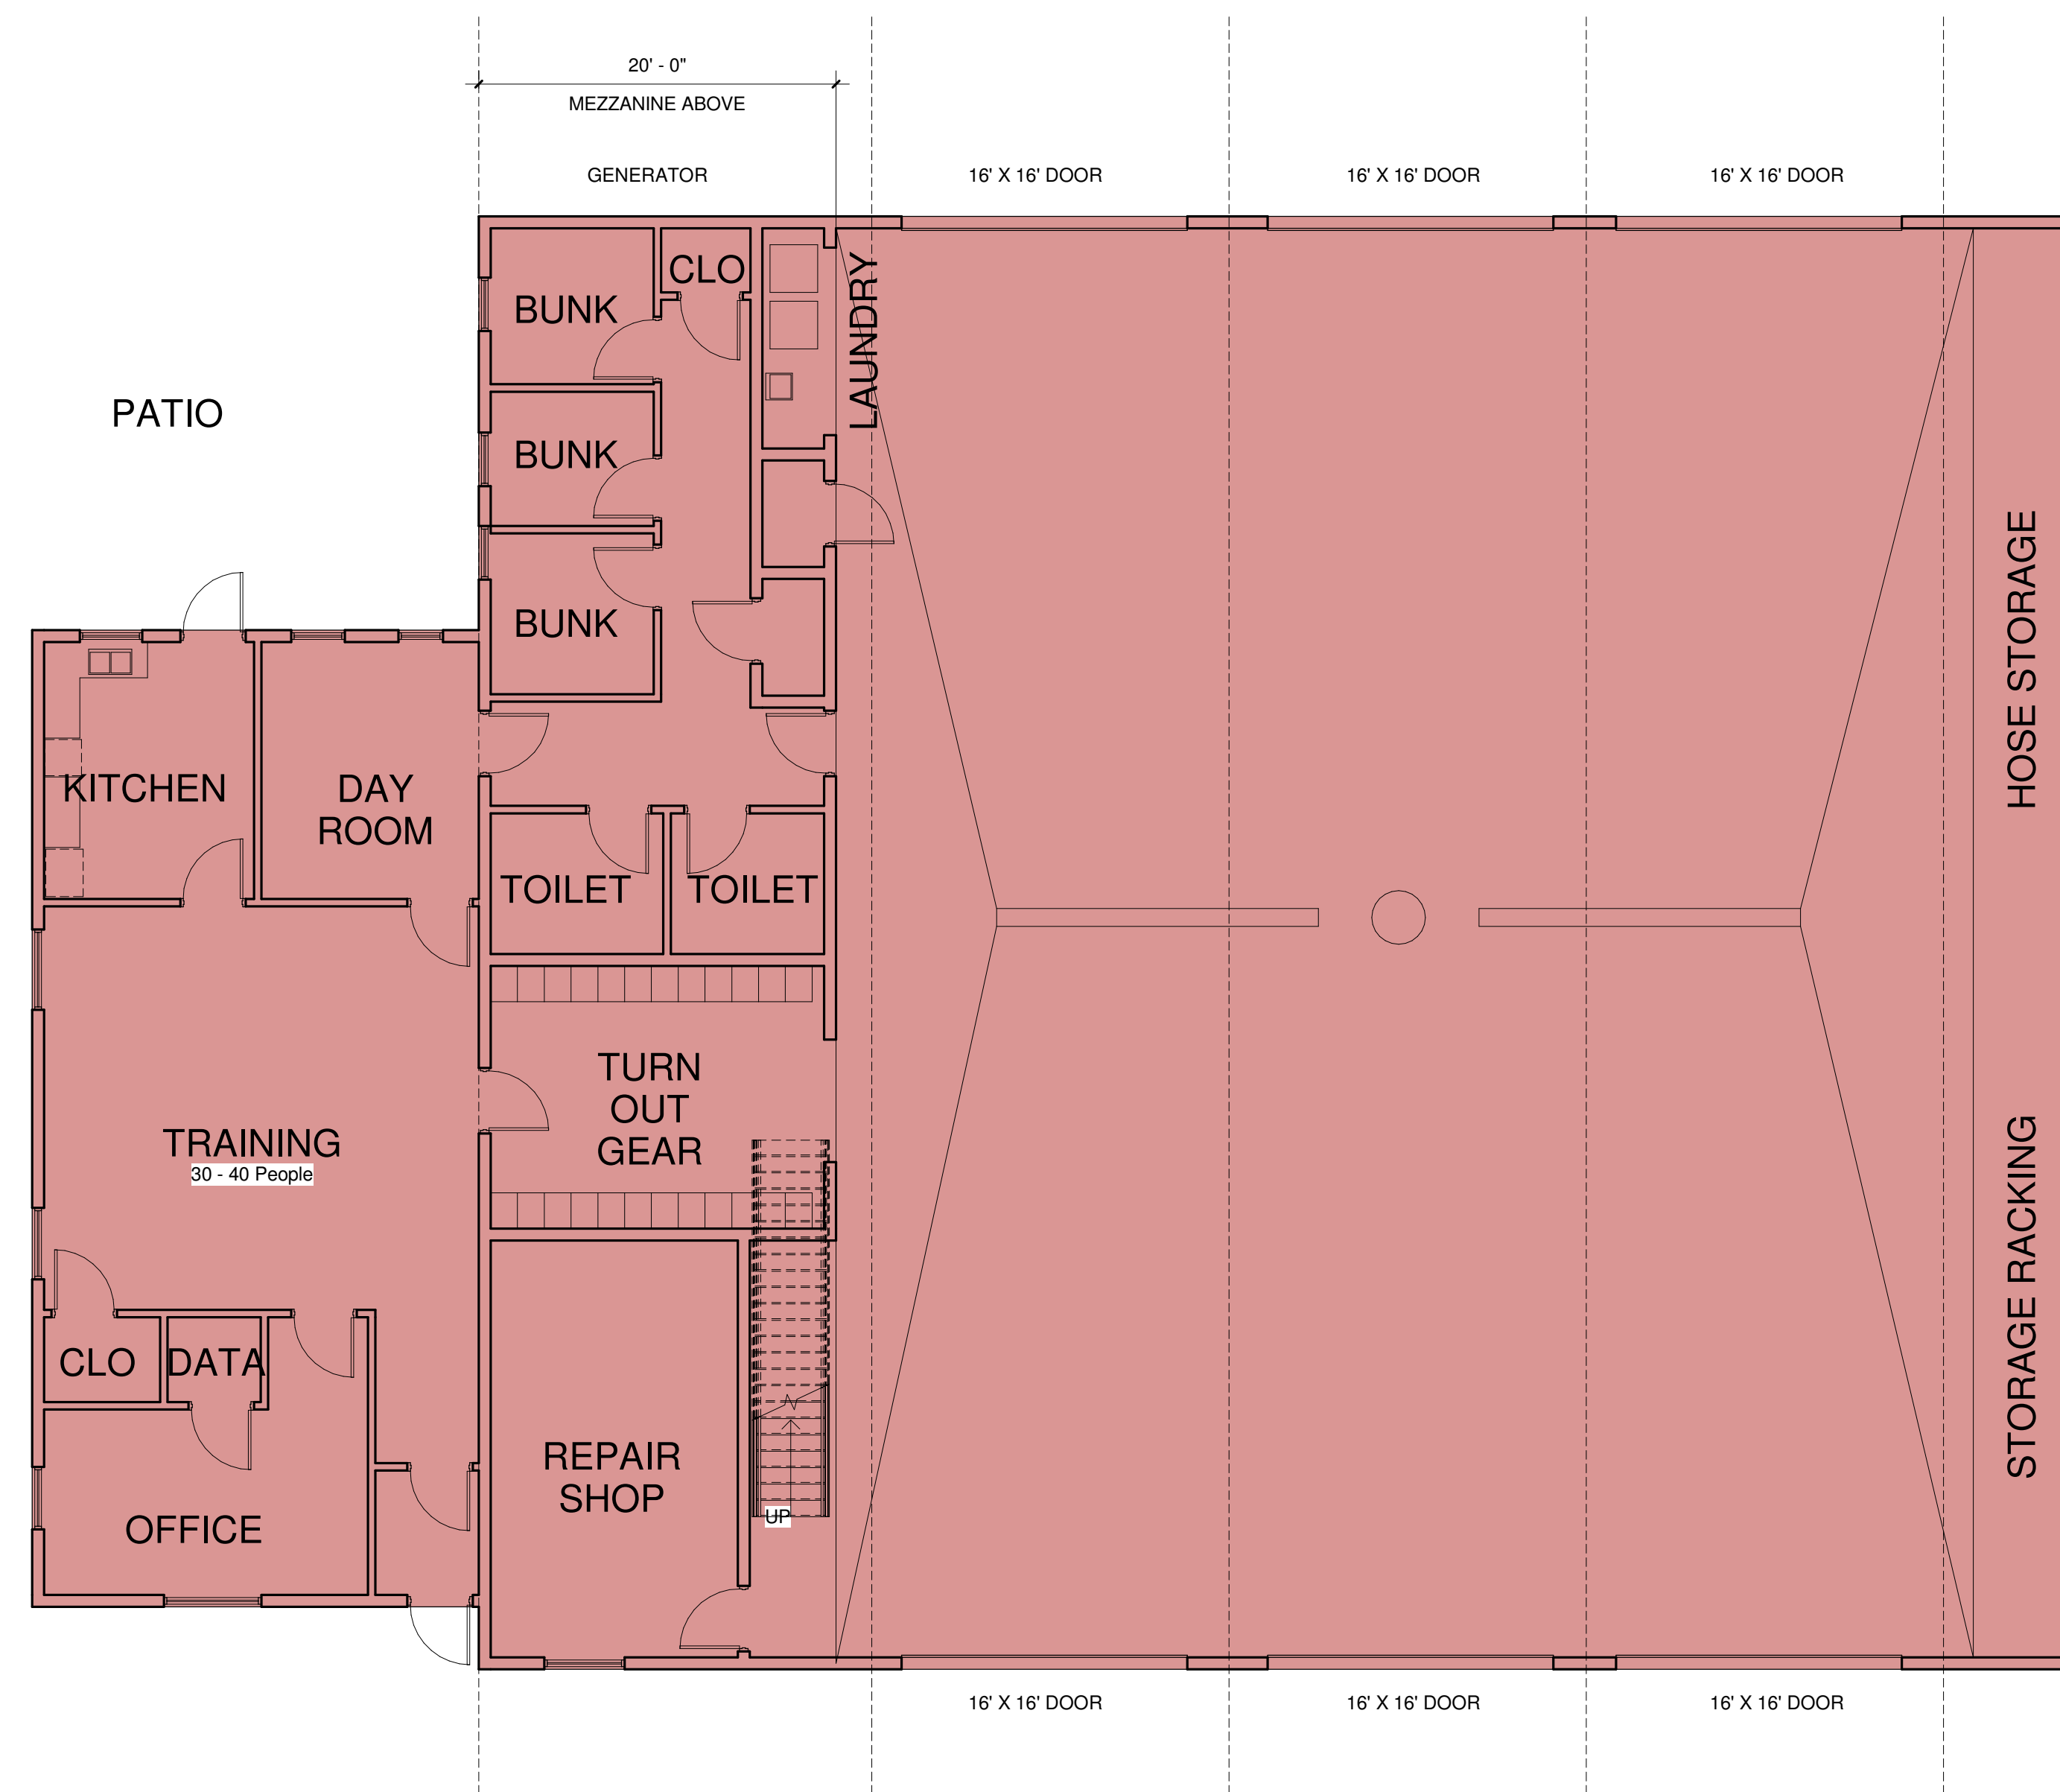 20' - 0"
MEZZANINE ABOVE
GENERATOR
16' X 16' DOOR
16' X 16' DOOR
16' X 16' DOOR
CLO
BUNK
LAUNDRY
PATIO
BUNK
BUNK
HOSE STORAGE
KITCHEN
DAY
ROOM
TOILET
TOILET
TURN
OUT
GEAR
TRAINING
30 - 40 People
STORAGE RACKING
CLO
DATA
REPAIR
SHOP
UP
OFFICE
16' X 16' DOOR
16' X 16' DOOR
16' X 16' DOOR